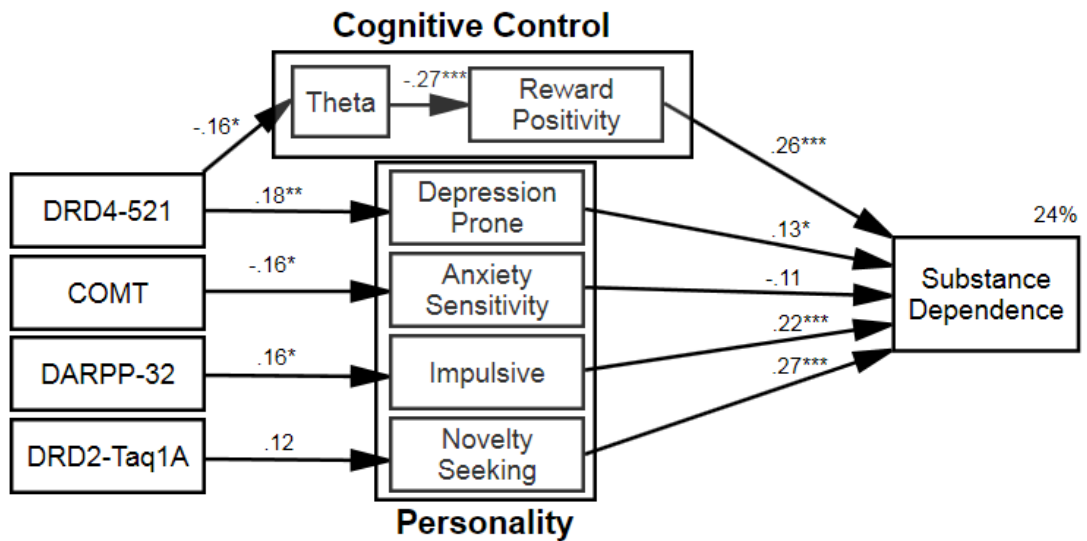 Cognitive Control
Theta
-.27***
Reward
Positivity
-.16*
.26***
DRD4-521
.18**
Depression
Prone
.13*
24%
COMT
-.16*
Anxiety
Sensitivity
-.11
Substance
Dependence
DARPP-32
.16*
Impulsive
.22***
DRD2-Taq1A
.12
Novelty
Seeking
.27***
Personality